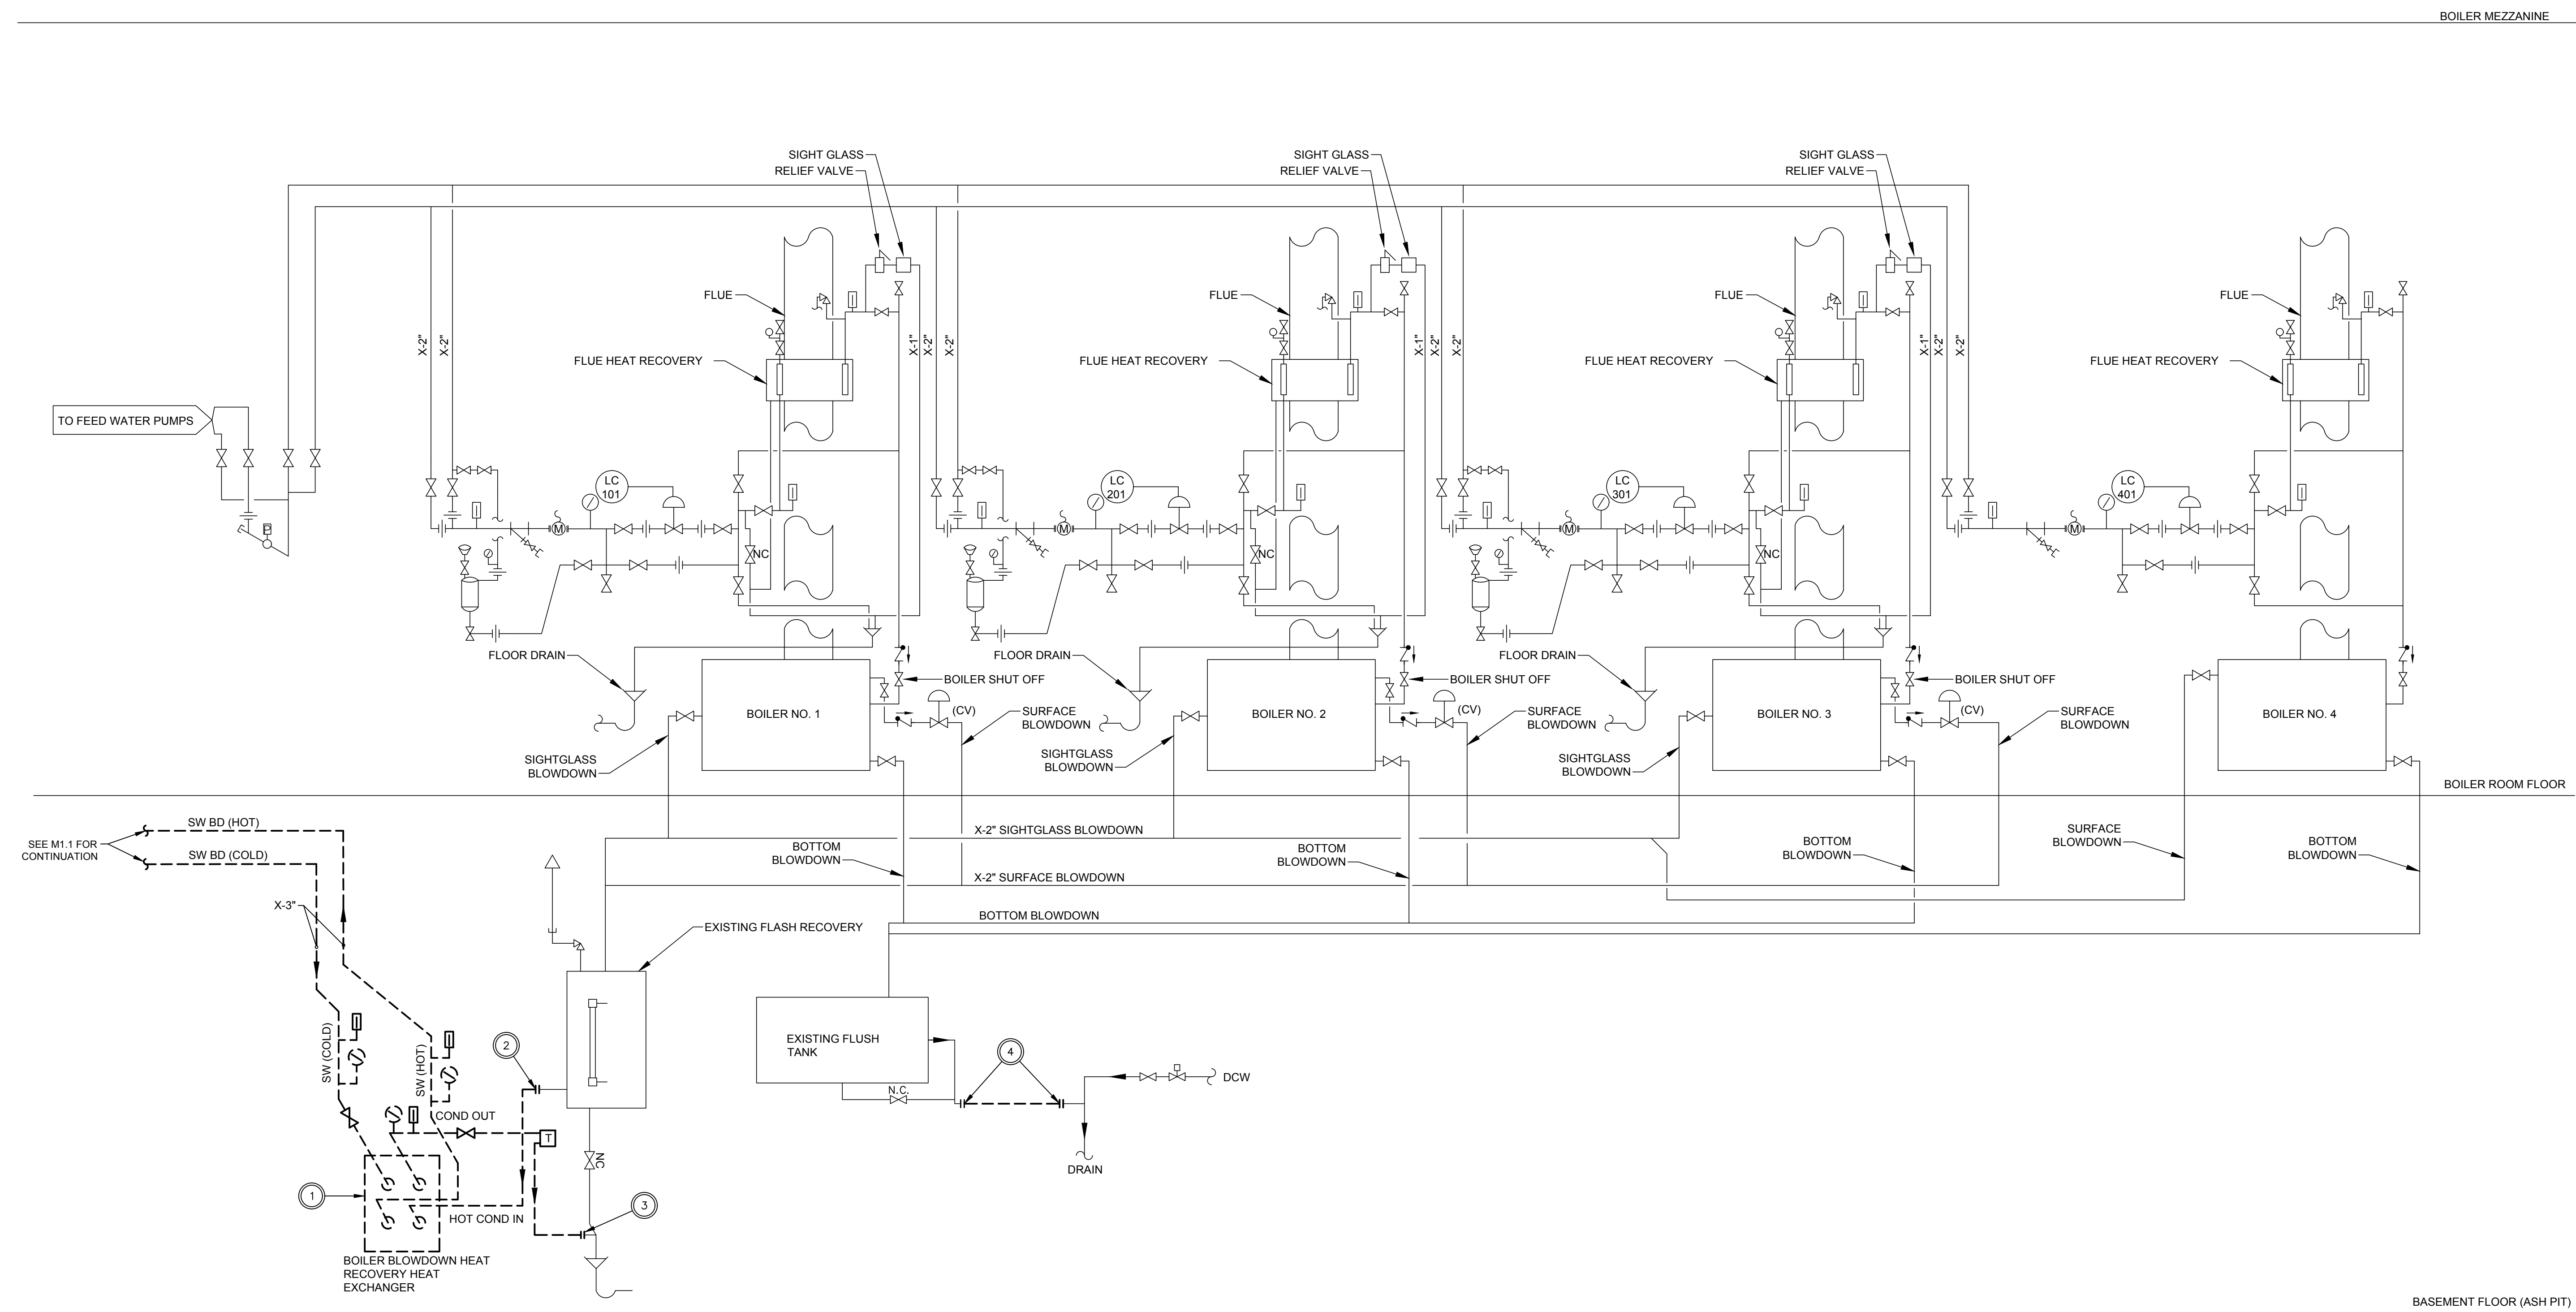 BOILER MEZZANINE
SIGHT GLASS
RELIEF VALVE
SIGHT GLASS
RELIEF VALVE
SIGHT GLASS
RELIEF VALVE
FLUE
FLUE
FLUE
FLUE
X-2"
X-2"
X-1"
X-2"
X-2"
X-1"
X-2"
X-2"
X-1"
X-2"
X-2"
FLUE HEAT RECOVERY
FLUE HEAT RECOVERY
FLUE HEAT RECOVERY
FLUE HEAT RECOVERY
TO FEED WATER PUMPS
P
LC
101
LC
201
LC
301
LC
401
M
M
M
M
NC
NC
NC
FLOOR DRAIN
FLOOR DRAIN
FLOOR DRAIN
BOILER SHUT OFF
BOILER SHUT OFF
BOILER SHUT OFF
BOILER NO. 1
BOILER NO. 2
BOILER NO. 3
BOILER NO. 4
(CV)
(CV)
(CV)
SURFACE
BLOWDOWN
SURFACE
BLOWDOWN
SURFACE
BLOWDOWN
SIGHTGLASS
BLOWDOWN
SIGHTGLASS
BLOWDOWN
SIGHTGLASS
BLOWDOWN
BOILER ROOM FLOOR
SW BD (HOT)
SEE M1.1 FOR
CONTINUATION
SW BD (COLD)
X-2" SIGHTGLASS BLOWDOWN
BOTTOM
BLOWDOWN
BOTTOM
BLOWDOWN
BOTTOM
BLOWDOWN
SURFACE
BLOWDOWN
BOTTOM
BLOWDOWN
X-2" SURFACE BLOWDOWN
X-3"
BOTTOM BLOWDOWN
EXISTING FLASH RECOVERY
EXISTING FLUSH
TANK
N.C.
4
DCW
DRAIN
2
SW (COLD)
SW (HOT)
COND OUT
T
NC
1
3
HOT COND IN
BOILER BLOWDOWN HEAT
RECOVERY HEAT
EXCHANGER
BASEMENT FLOOR (ASH PIT)